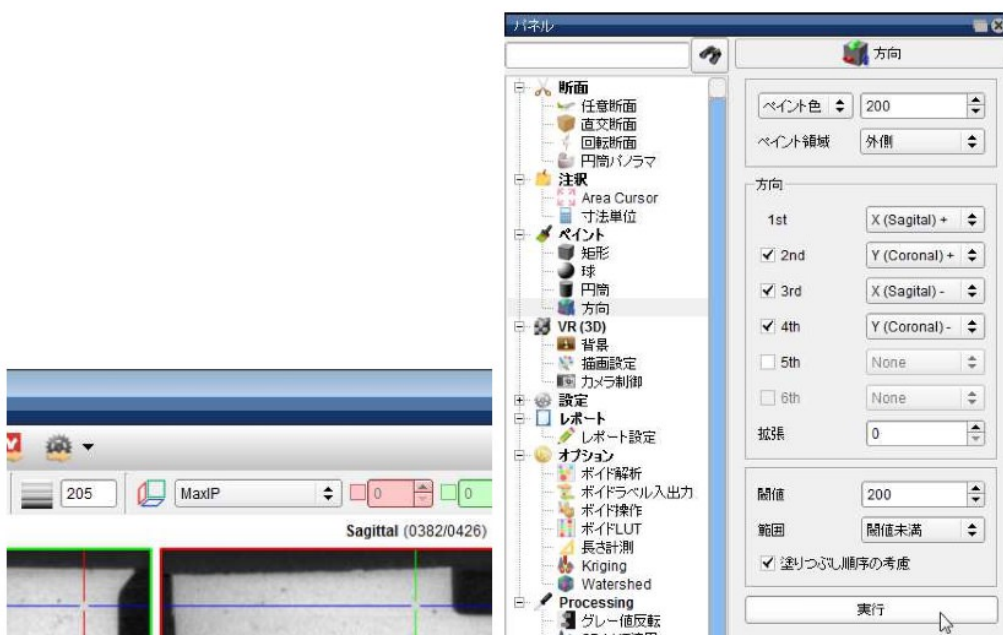 パネル
方向
断面
任意断面
直交断面
回転断面
円筒パノラマ
注釈
Area Cursor
寸法単位
ペイント
矩形
球
円筒
方向
VR (3D)
背景
描画設定
カメラ制御
設定
レポート
レポート設定
オプション
ボイド解析
ボイドラベル入出力
ボイド操作
ボイドLUT
長さ計測
Kriging
Watershed
Processing
グレー値反転
ペイント色 200
ペイント領域 外側
方向
1st X (Sagital) +
2nd Y (Coronal) +
3rd X (Sagital) -
4th Y (Coronal) -
5th None
6th None
拡張 0
閾値 200
範囲 閾値未満
塗りつぶし順序の考慮
実行
205 MaxIP 0 0
Sagittal (0382/0426)